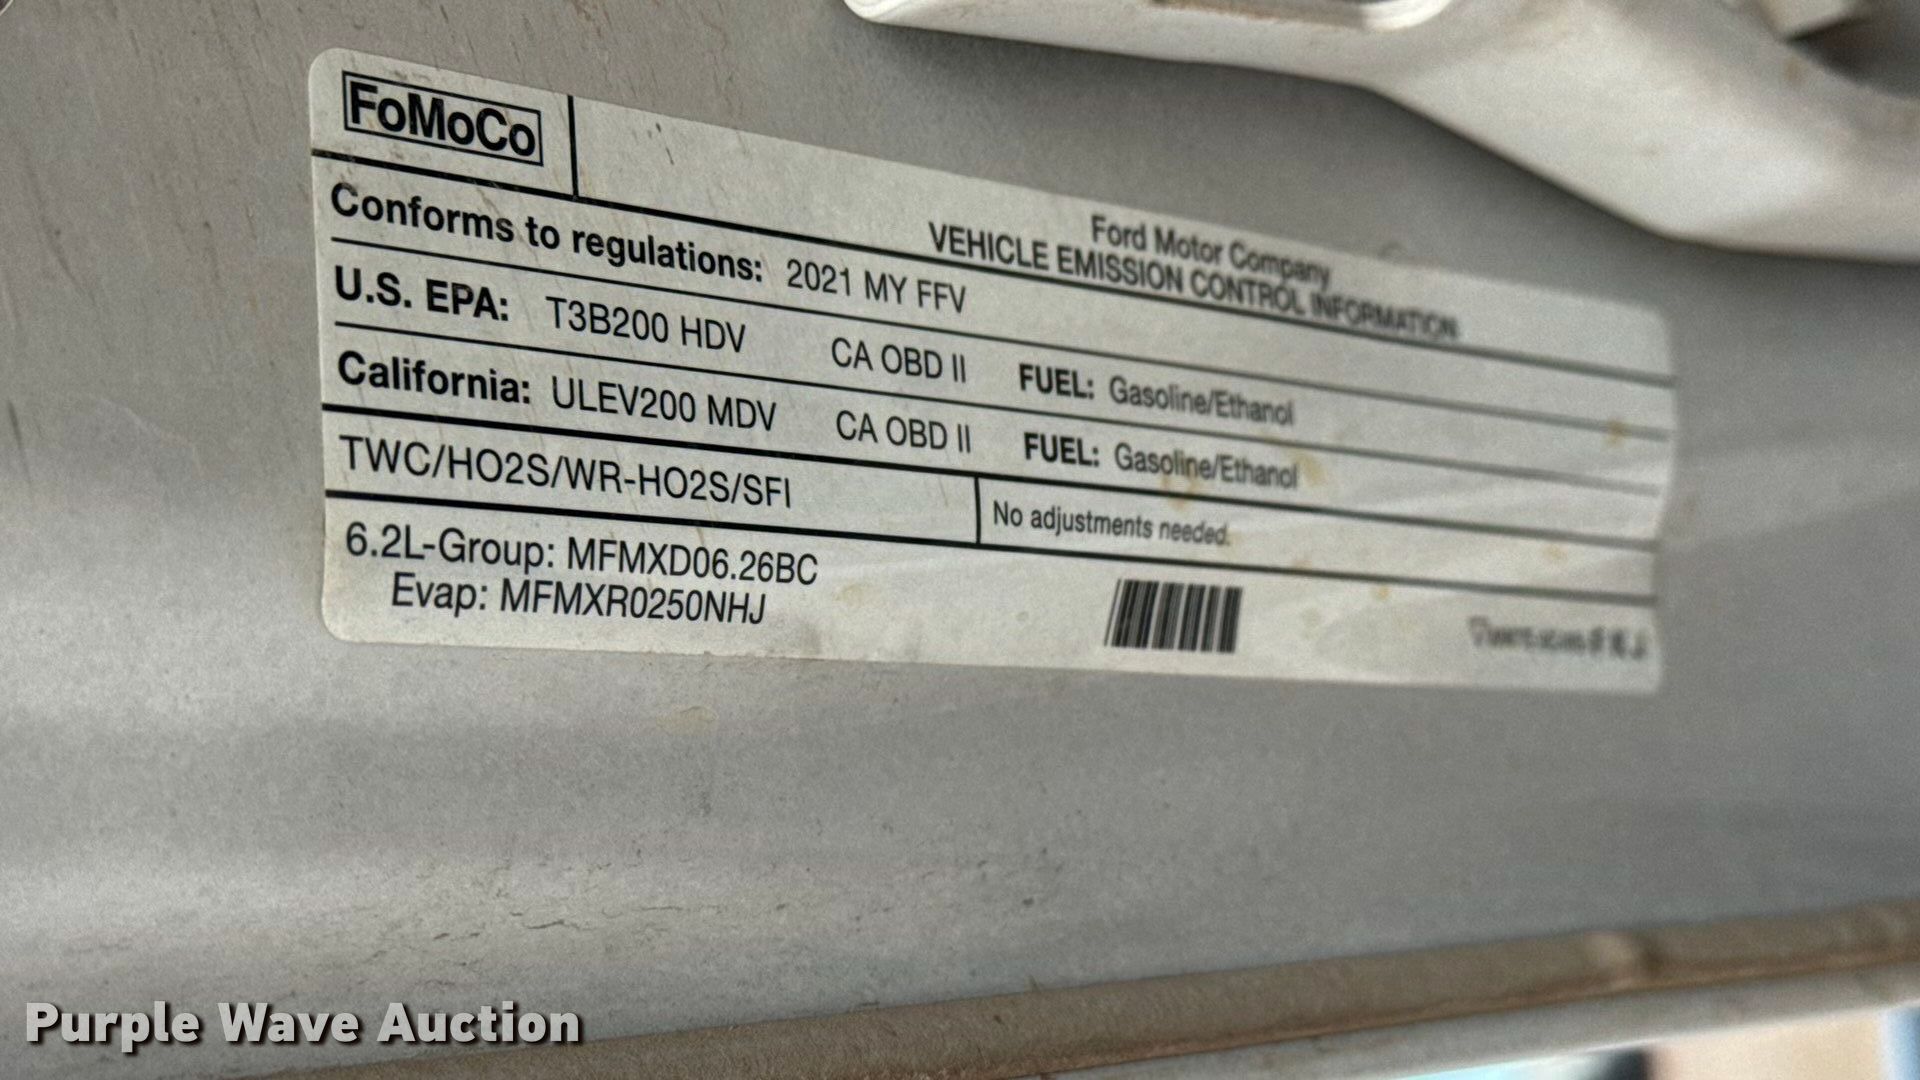 FoMoCo
Ford Motor Company
VEHICLE EMISSION CONTROL INFORMATION
Conforms to regulations: 2021 MY FFV
U.S. EPA: T3B200 HDV CA OBD II FUEL: Gasoline/Ethanol
California: ULEV200 MDV CA OBD II FUEL: Gasoline/Ethanol
TWC/HO2S/WR-HO2S/SFI No adjustments needed.
6.2L-Group: MFMXD06.26BC
Evap: MFMXR0250NHJ
Purple Wave Auction